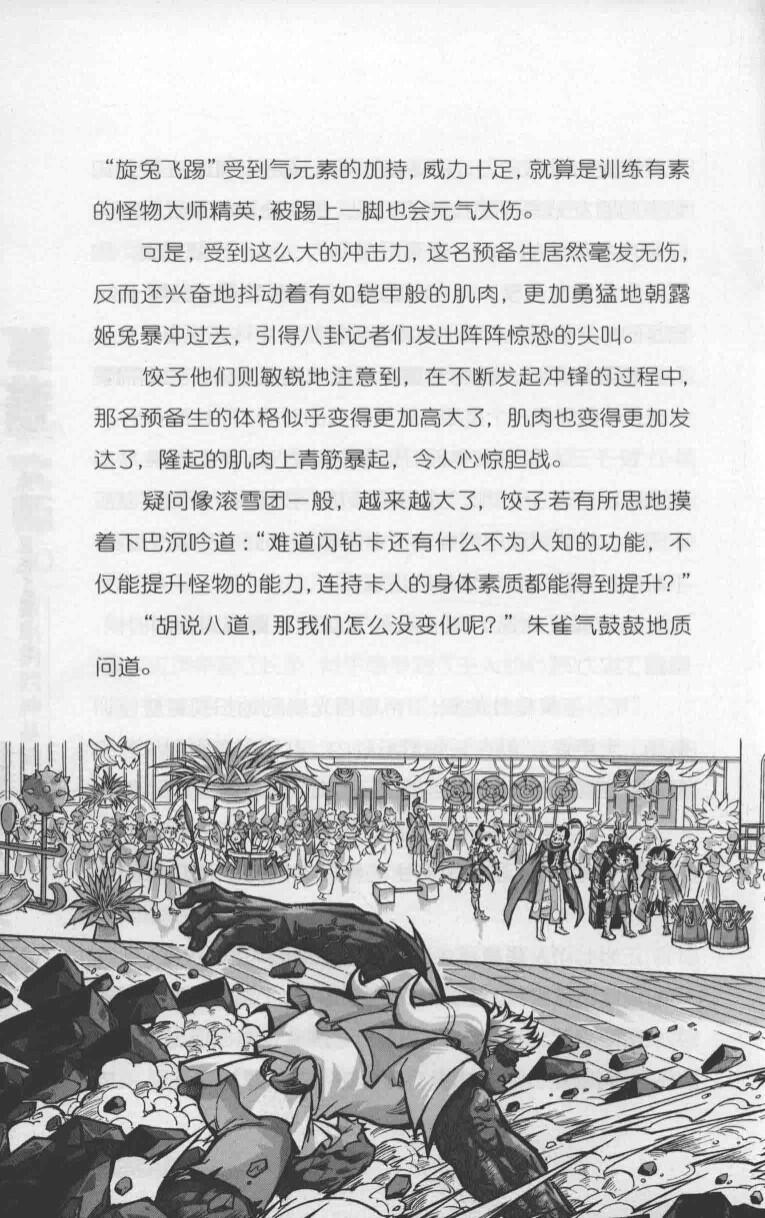 “旋兔飞踢”受到气元素的加持，威力十足，就算是训练有素
的怪物大师精英，被踢上一脚也会元气大伤。
可是，受到这么大的冲击力，这名预备生居然毫发无伤，
反而还兴奋地抖动着有如铠甲般的肌肉，更加勇猛地朝露
姬兔暴冲过去，引得八卦记者们发出阵阵惊恐的尖叫。
饺子他们则敏锐地注意到，在不断发起冲锋的过程中，
那名预备生的体格似乎变得更加高大了，肌肉也变得更加发
达了，隆起的肌肉上青筋暴起，令人心惊胆战。
疑问像滚雪团一般，越来越大了，饺子若有所思地摸
着下巴沉吟道：“难道闪钻卡还有什么不为人知的功能，不
仅能提升怪物的能力，连持卡人的身体素质都能得到提升？”
“胡说八道，那我们怎么没变化呢？”朱雀气鼓鼓地质
问道。